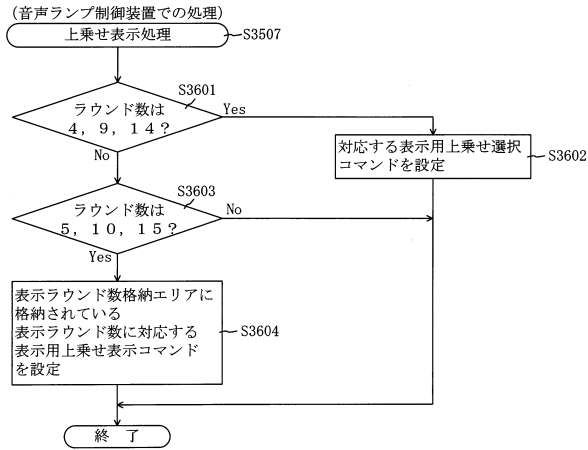 (音声ランプ制御装置での処理)
上乗せ表示処理
S3507
ラウンド数は
4,9,14?
S3601
Yes
No
対応する表示用上乗せ選択
コマンドを設定
S3602
ラウンド数は
5,10,15?
S3603
No
Yes
表示ラウンド数格納エリアに
格納されている
表示ラウンド数に対応する
表示用上乗せ表示コマンド
を設定
S3604
終 了